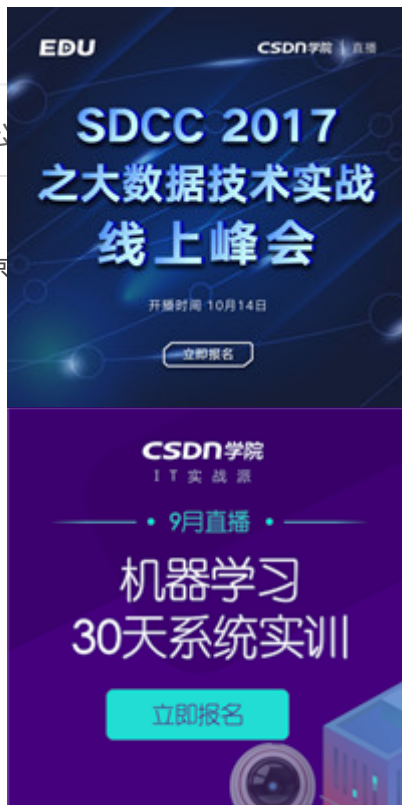 EDU
CSDN学院 | 直播
SDCC 2017
之大数据技术实战
线上峰会
开播时间 10月14日
立即报名
CSDN学院
IT实战派
• 9月直播 •
机器学习
30天系统实训
立即报名